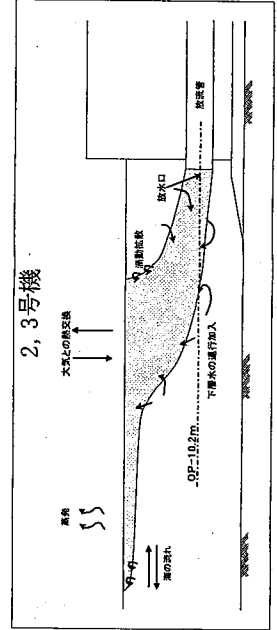 2,3号機
蒸発
大気との熱交換
渦動拡散
放水口
放流管
海の流れ
OP-10.2m
下層水の連行加入